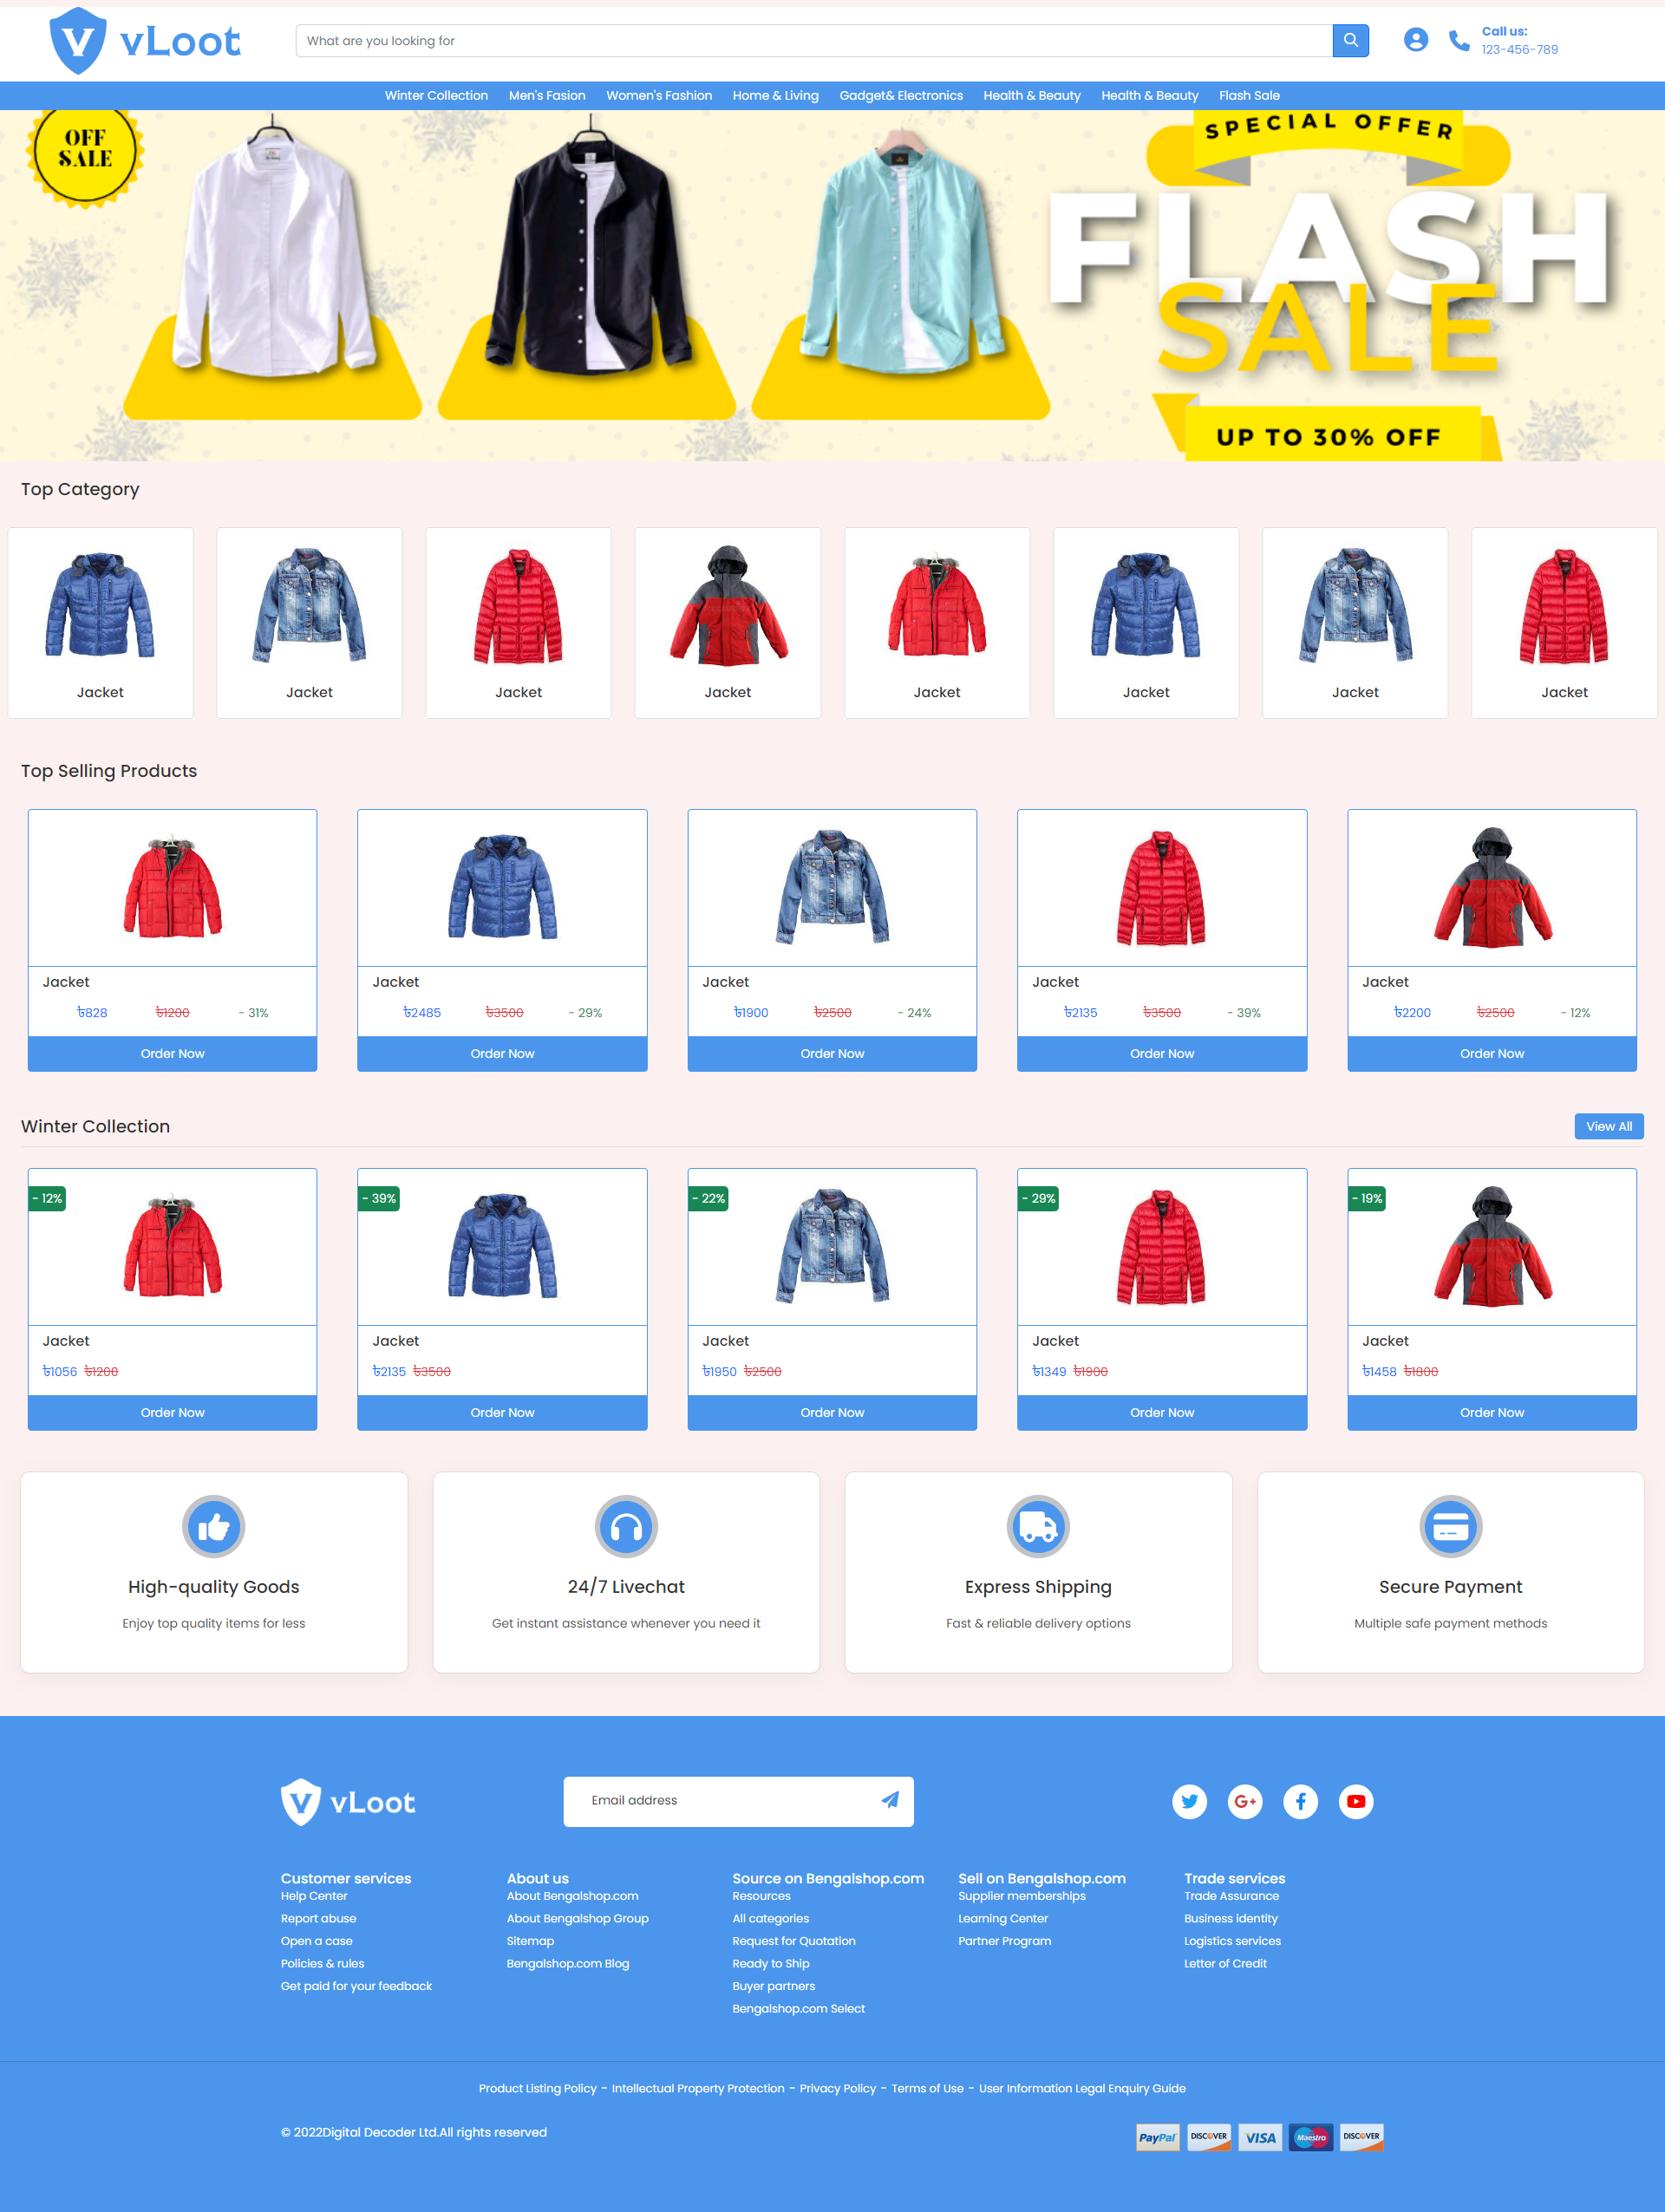 vLoot
What are you looking for
Call us:
123-456-789
Winter Collection Men's Fasion Women's Fashion Home & Living Gadget& Electronics Health & Beauty Health & Beauty Flash Sale
OFF
SALE
SPECIAL OFFER
FLASH
SALE
UP TO 30% OFF
Top Category
Jacket Jacket Jacket Jacket Jacket Jacket Jacket Jacket
Top Selling Products
Jacket Jacket Jacket Jacket Jacket
৳828 ৳1200 - 31% ৳2485 ৳3500 - 29% ৳1900 ৳2500 - 24% ৳2135 ৳3500 - 39% ৳2200 ৳2500 - 12%
Order Now Order Now Order Now Order Now Order Now
Winter Collection View All
- 12% - 39% - 22% - 29% - 19%
Jacket Jacket Jacket Jacket Jacket
৳1056 ৳1200 ৳2135 ৳3500 ৳1950 ৳2500 ৳1349 ৳1900 ৳1458 ৳1800
Order Now Order Now Order Now Order Now Order Now
High-quality Goods 24/7 Livechat Express Shipping Secure Payment
Enjoy top quality items for less Get instant assistance whenever you need it Fast & reliable delivery options Multiple safe payment methods
vLoot Email address
Customer services About us Source on Bengalshop.com Sell on Bengalshop.com Trade services
Help Center About Bengalshop.com Resources Supplier memberships Trade Assurance
Report abuse About Bengalshop Group All categories Learning Center Business identity
Open a case Sitemap Request for Quotation Partner Program Logistics services
Policies & rules Bengalshop.com Blog Ready to Ship Letter of Credit
Get paid for your feedback Buyer partners
Bengalshop.com Select
Product Listing Policy - Intellectual Property Protection - Privacy Policy - Terms of Use - User Information Legal Enquiry Guide
© 2022Digital Decoder Ltd.All rights reserved PayPal DISCOVER VISA Maestro DISCOVER